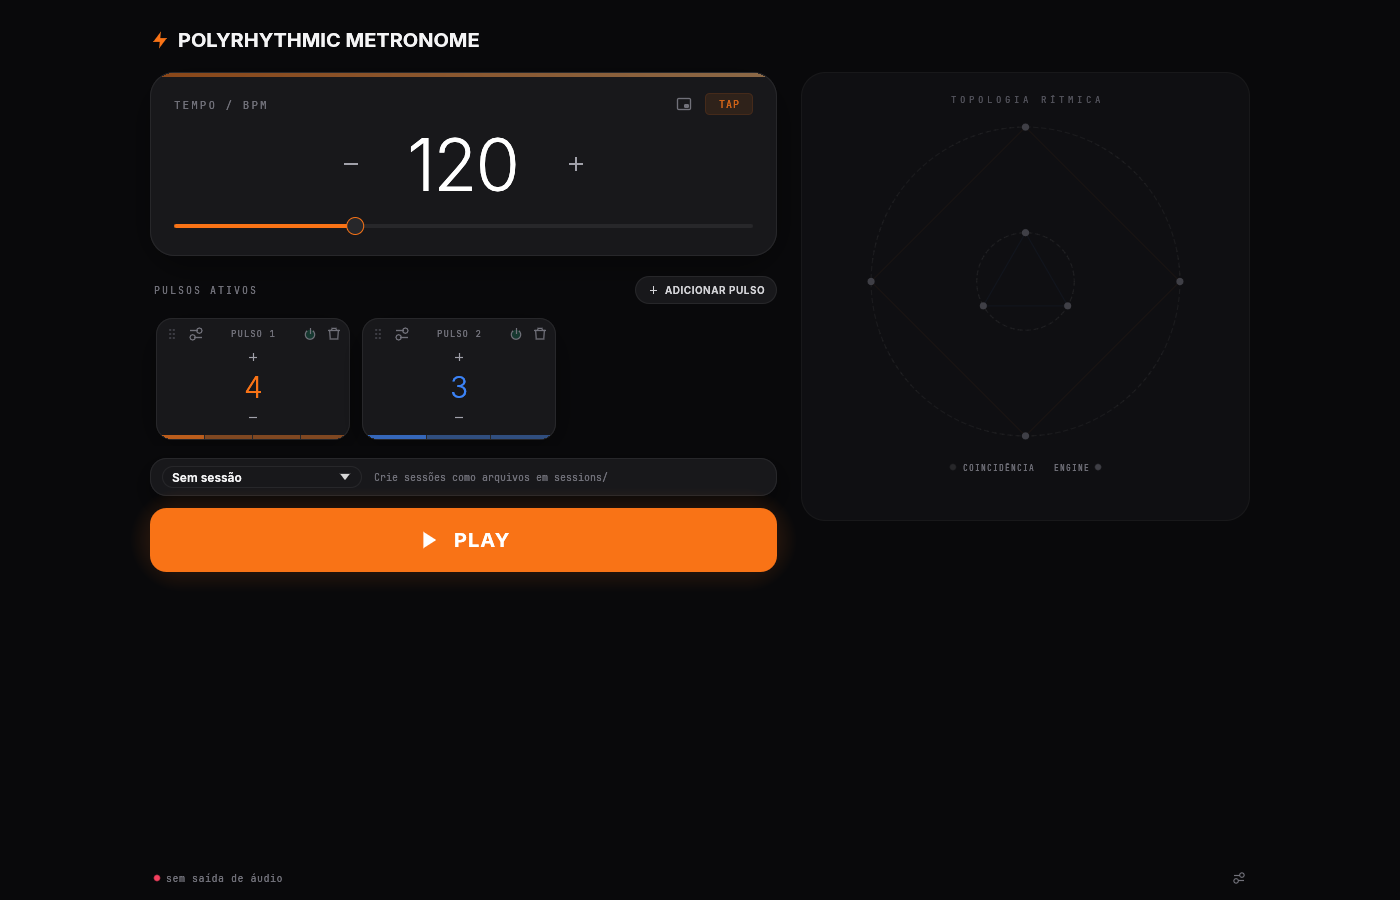 POLYRHYTHMIC METRONOME
TEMPO / BPM
TAP
− 120 +
PULSOS ATIVOS
+ ADICIONAR PULSO
PULSO 1
+
4
−
PULSO 2
+
3
−
Sem sessão
Crie sessões como arquivos em sessions/
PLAY
TOPOLOGIA RÍTMICA
COINCIDÊNCIA
ENGINE
sem saída de áudio